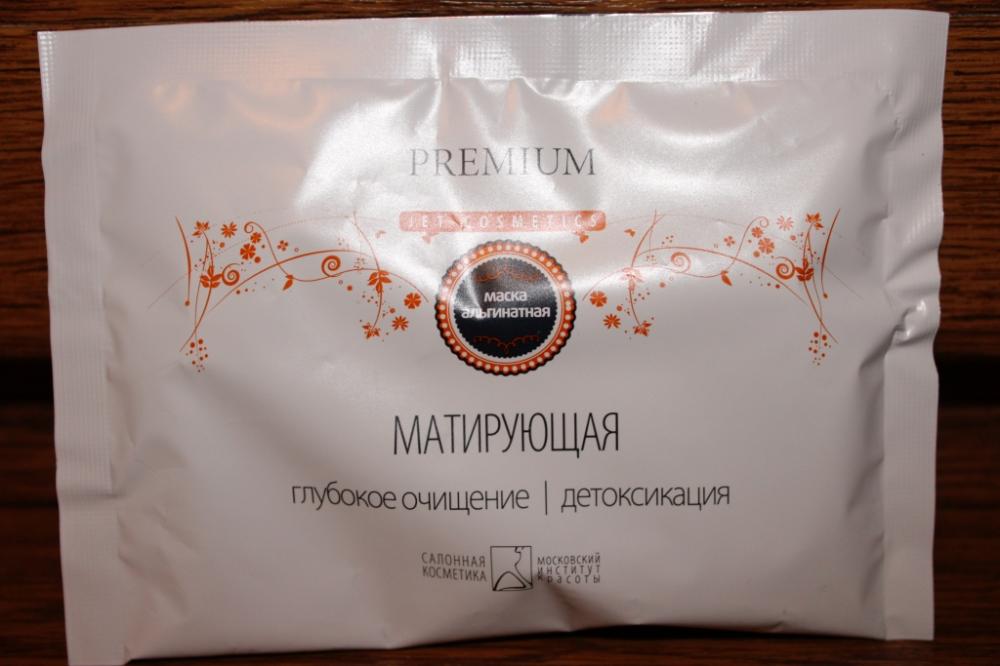 PREMIUM
JET COSMETICS
маска
альгинатная
МАТИРУЮЩАЯ
глубокое очищение | детоксикация
САЛОННАЯ
КОСМЕТИКА
МОСКОВСКИЙ
ИНСТИТУТ
красоты